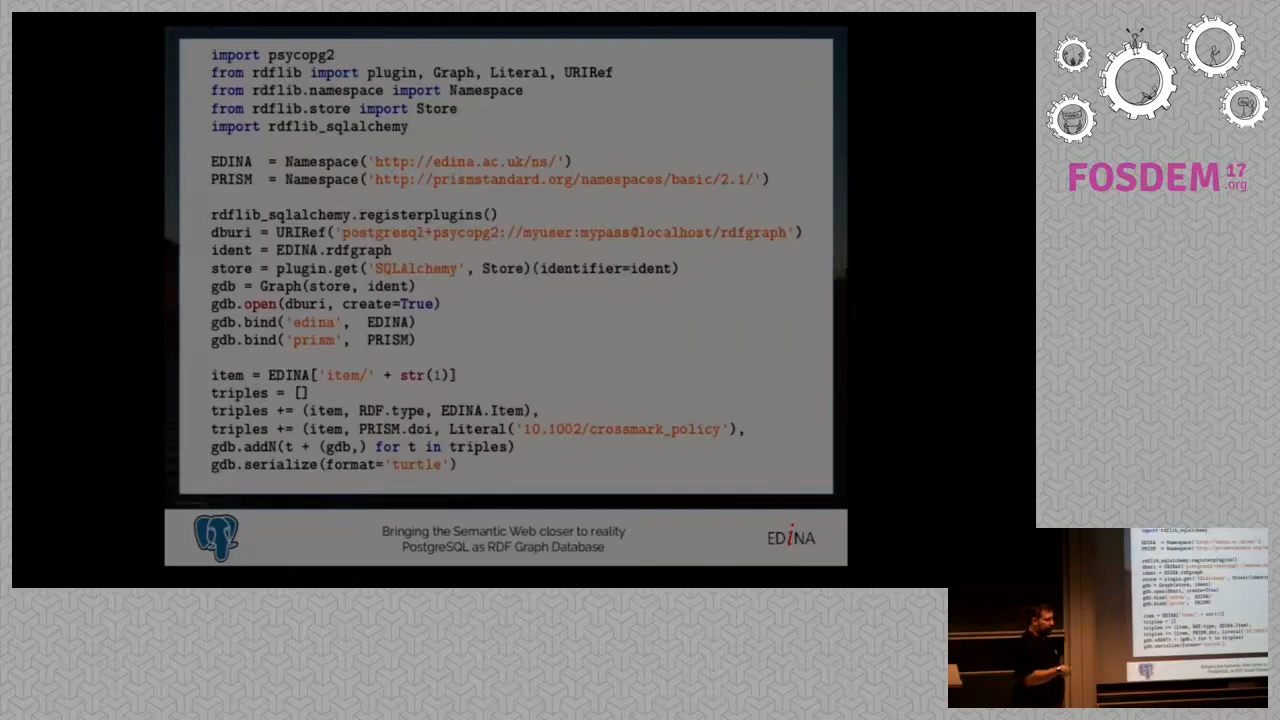 import psycopg2
from rdflib import plugin, Graph, Literal, URIRef
from rdflib.namespace import Namespace
from rdflib.store import Store
import rdflib_sqlalchemy
EDINA  = Namespace('http://edina.ac.uk/ns/')
PRISM  = Namespace('http://prismstandard.org/namespaces/basic/2.1/')
rdflib_sqlalchemy.registerplugins()
dburi = URIRef('postgresql+psycopg2://myuser:mypass@localhost/rdfgraph')
ident = EDINA.rdfgraph
store = plugin.get('SQLAlchemy', Store)(identifier=ident)
gdb = Graph(store, ident)
gdb.open(dburi, create=True)
gdb.bind('edina',  EDINA)
gdb.bind('prism',  PRISM)
item = EDINA['item/' + str(1)]
triples = []
triples += (item, RDF.type, EDINA.Item),
triples += (item, PRISM.doi, Literal('10.1002/crossmark_policy'),
gdb.addN(t + (gdb,) for t in triples)
gdb.serialize(format='turtle')
Bringing the Semantic Web closer to reality
PostgreSQL as RDF Graph Database
EDINA
FOSDEM 17
.org